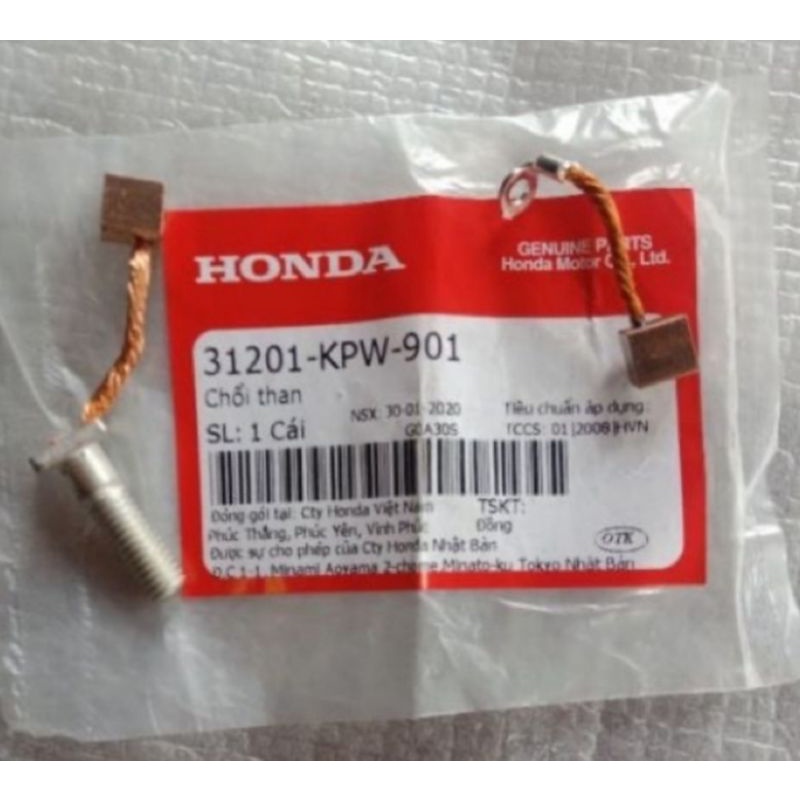 HONDA
GENUINE PARTS
Honda Motor Co., Ltd.
31201-KPW-901
Chổi than
NSX: 30-01-2020
Tiêu chuẩn áp dụng:
SL: 1 Cái
G0A30S
TCCS: 01|2008|HVN
Đóng gói tại: Cty Honda Việt Nam
TSKT:
Phúc Thắng, Phúc Yên, Vĩnh Phúc
Đồng
Được sự cho phép của Cty Honda Nhật Bản
OTK
Đ.C 1-1, Minami Aoyama 2-chome Minato-ku Tokyo Nhật Bản